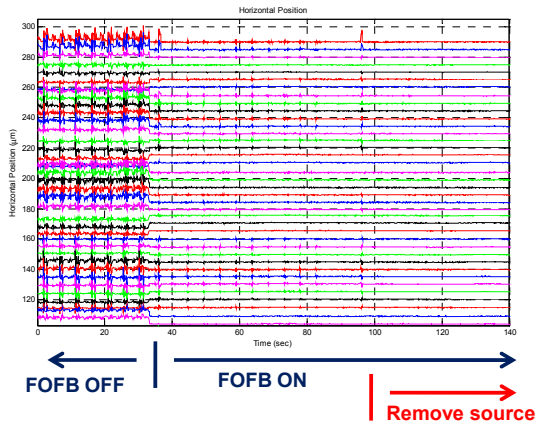 Horizontal Position
300
280
260
240
220
200
180
160
140
120
Horizontal Position (µm)
0 20 40 60 80 100 120 140
Time (sec)
FOFB OFF
FOFB ON
Remove source